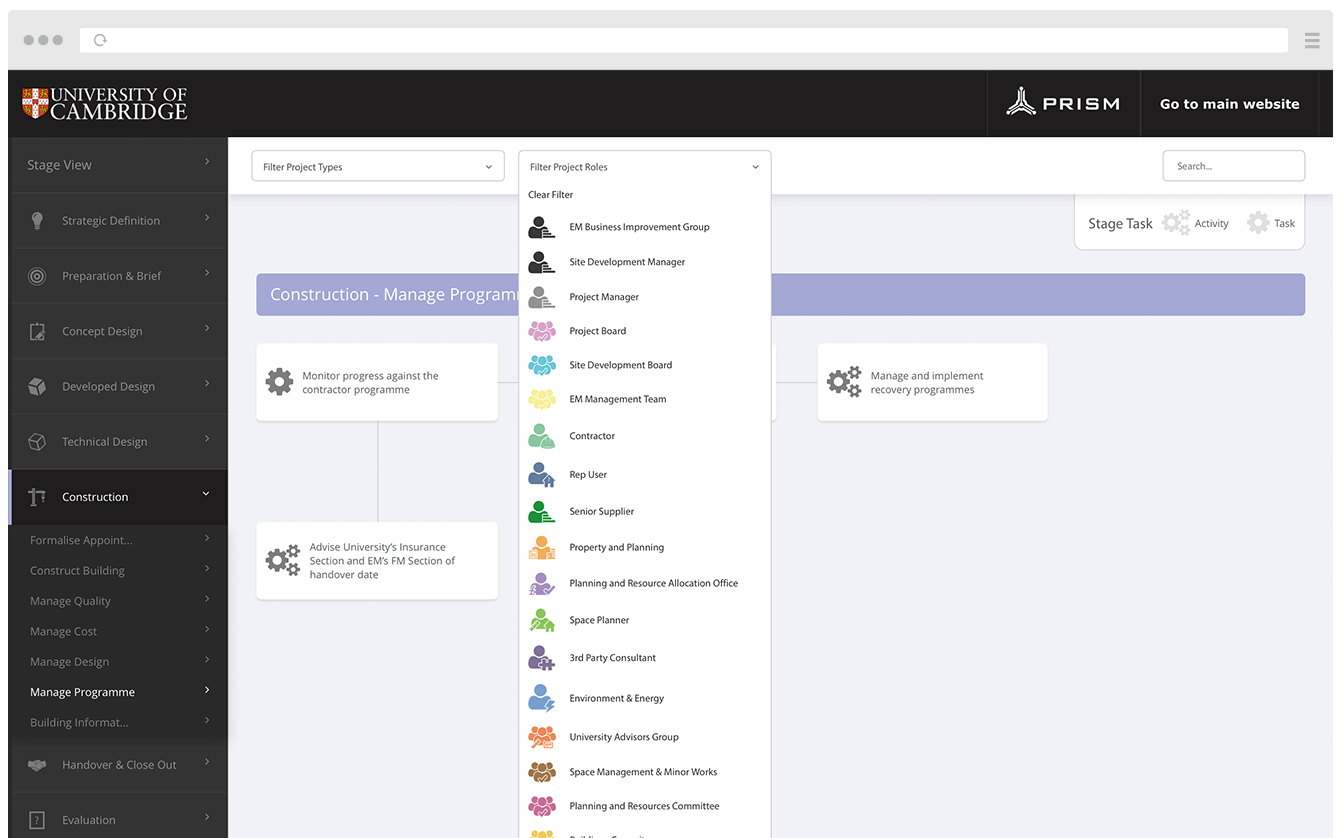 UNIVERSITY OF
CAMBRIDGE
PRISM
Go to main website
Stage View
Strategic Definition
Preparation & Brief
Concept Design
Developed Design
Technical Design
Construction
Formalise Appoint...
Construct Building
Manage Quality
Manage Cost
Manage Design
Manage Programme
Building Informat...
Handover & Close Out
?
Evaluation
Filter Project Types
Filter Project Roles
Search...
Clear Filter
EM Business Improvement Group
Site Development Manager
Project Manager
Project Board
Site Development Board
EM Management Team
Contractor
Rep User
Senior Supplier
Property and Planning
Planning and Resource Allocation Office
Space Planner
3rd Party Consultant
Environment & Energy
University Advisors Group
Space Management & Minor Works
Planning and Resources Committee
Stage Task
Activity
Task
Construction - Manage
Monitor progress against the
contractor programme
Manage and implement
recovery programmes
Advise University's Insurance
Section and EM's FM Section of
handover date